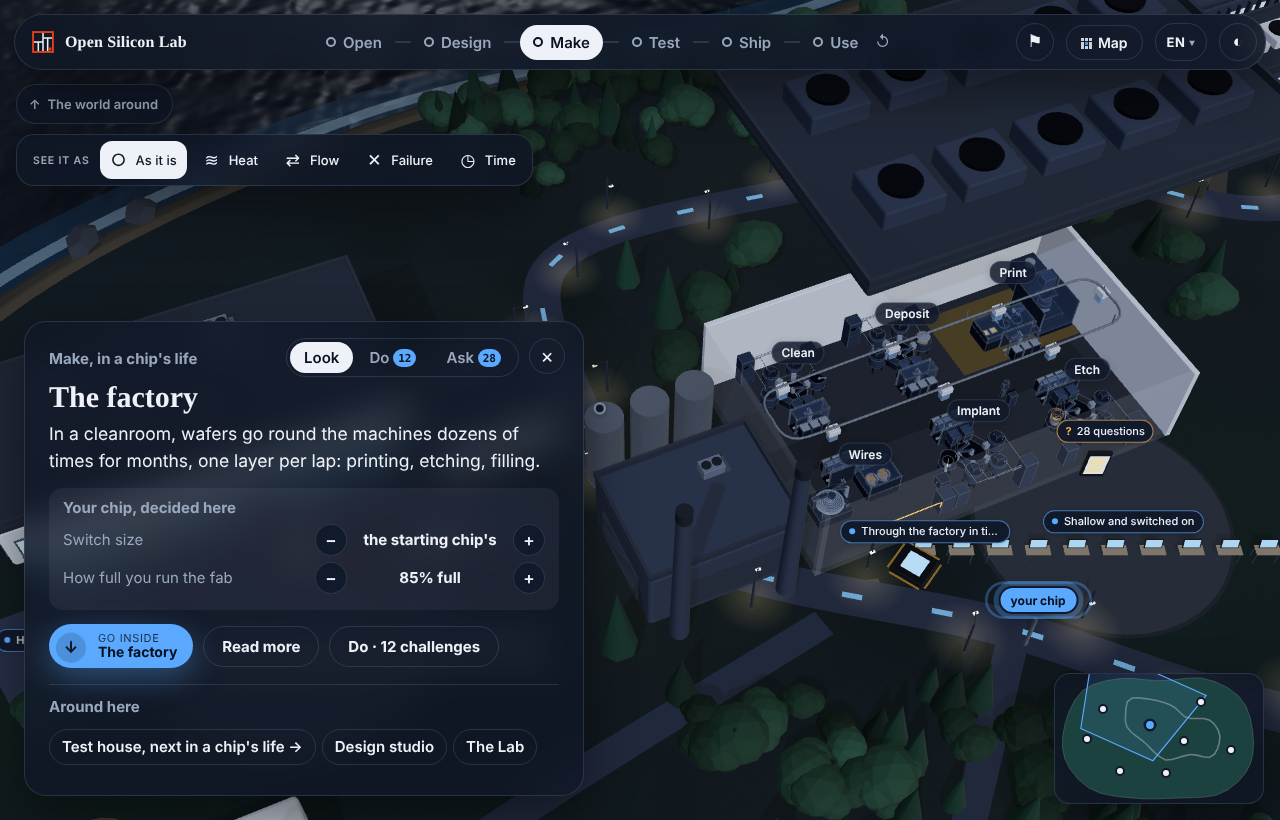 Open Silicon Lab
Open
Design
Make
Test
Ship
Use
Map
EN
The world around
SEE IT AS
As it is
Heat
Flow
Failure
Time
Print
Deposit
Clean
Etch
Implant
? 28 questions
Wires
Through the factory in ti...
Shallow and switched on
your chip
Make, in a chip's life
Look
Do 12
Ask 28
The factory
In a cleanroom, wafers go round the machines dozens of
times for months, one layer per lap: printing, etching, filling.
Your chip, decided here
Switch size
the starting chip's
How full you run the fab
85% full
GO INSIDE
The factory
Read more
Do · 12 challenges
Around here
Test house, next in a chip's life →
Design studio
The Lab